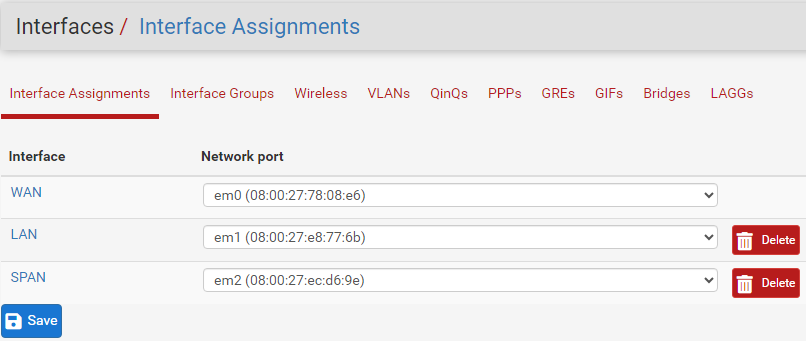 Interfaces / Interface Assignments
Interface Assignments Interface Groups Wireless VLANs QinQs PPPs GREs GIFs Bridges LAGGs
Interface Network port
WAN em0 (08:00:27:78:08:e6)
LAN em1 (08:00:27:e8:77:6b) Delete
SPAN em2 (08:00:27:ec:d6:9e) Delete
Save